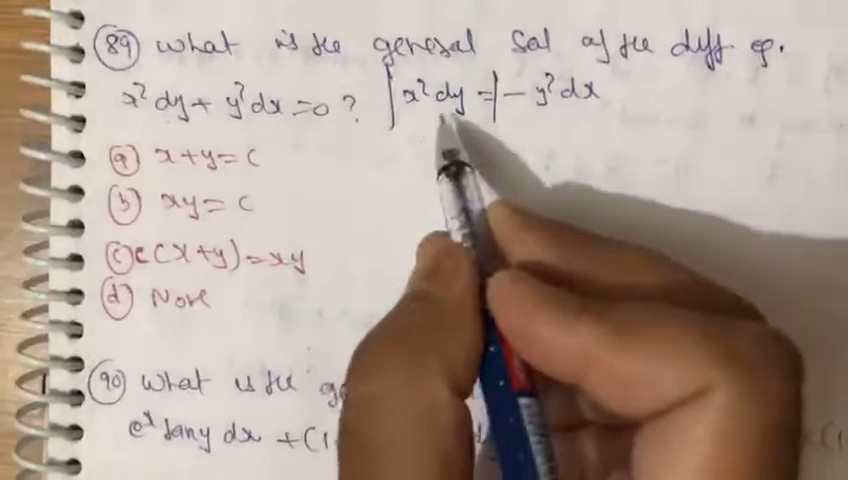 89 what is the general Sol of the diff eq.
x² dy + y² dx = 0 ? ∫x² dy = ∫- y² dx
a x + y = c
b xy = c
c c(x+y) = xy
d None
90 what is the ge
eˣ tany dx + (1